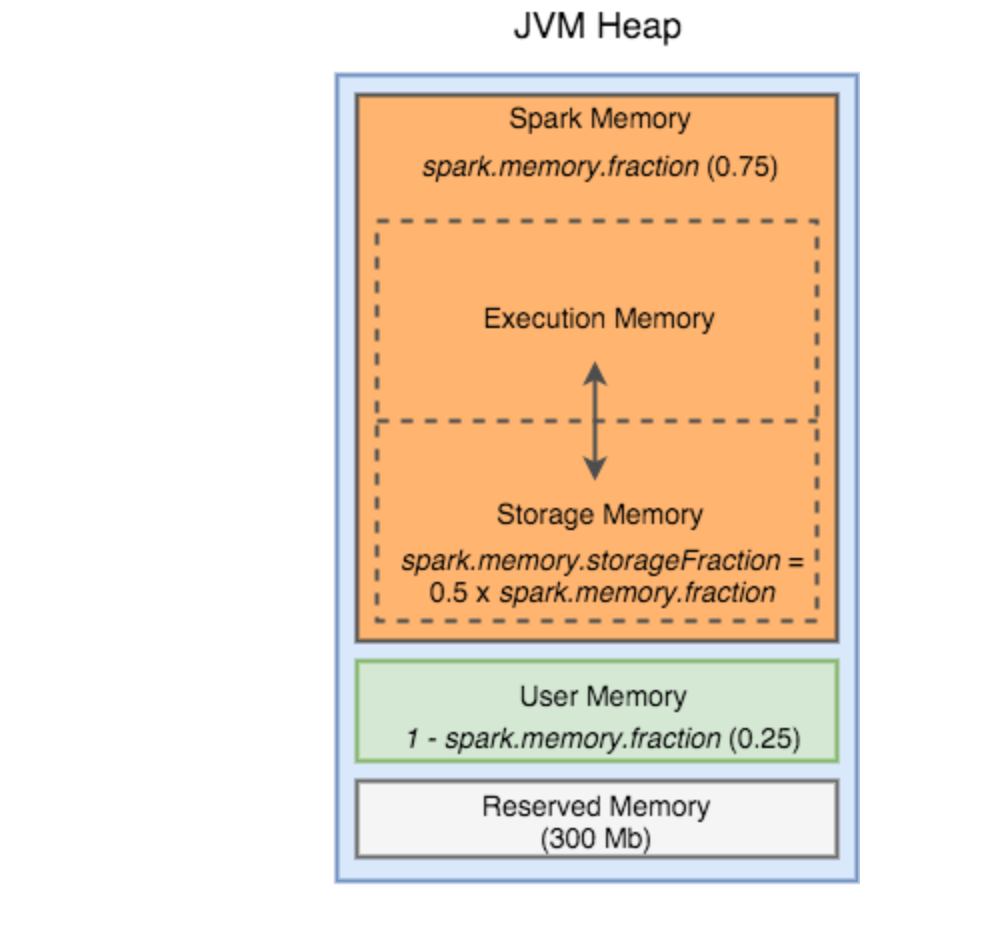 JVM Heap
Spark Memory
spark.memory.fraction (0.75)
Execution Memory
Storage Memory
spark.memory.storageFraction =
0.5 x spark.memory.fraction
User Memory
1 - spark.memory.fraction (0.25)
Reserved Memory
(300 Mb)